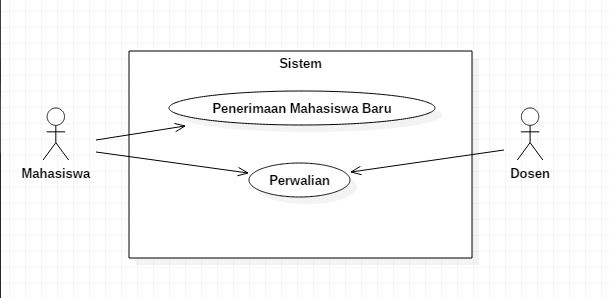 Sistem
Penerimaan Mahasiswa Baru
Mahasiswa
Perwalian
Dosen